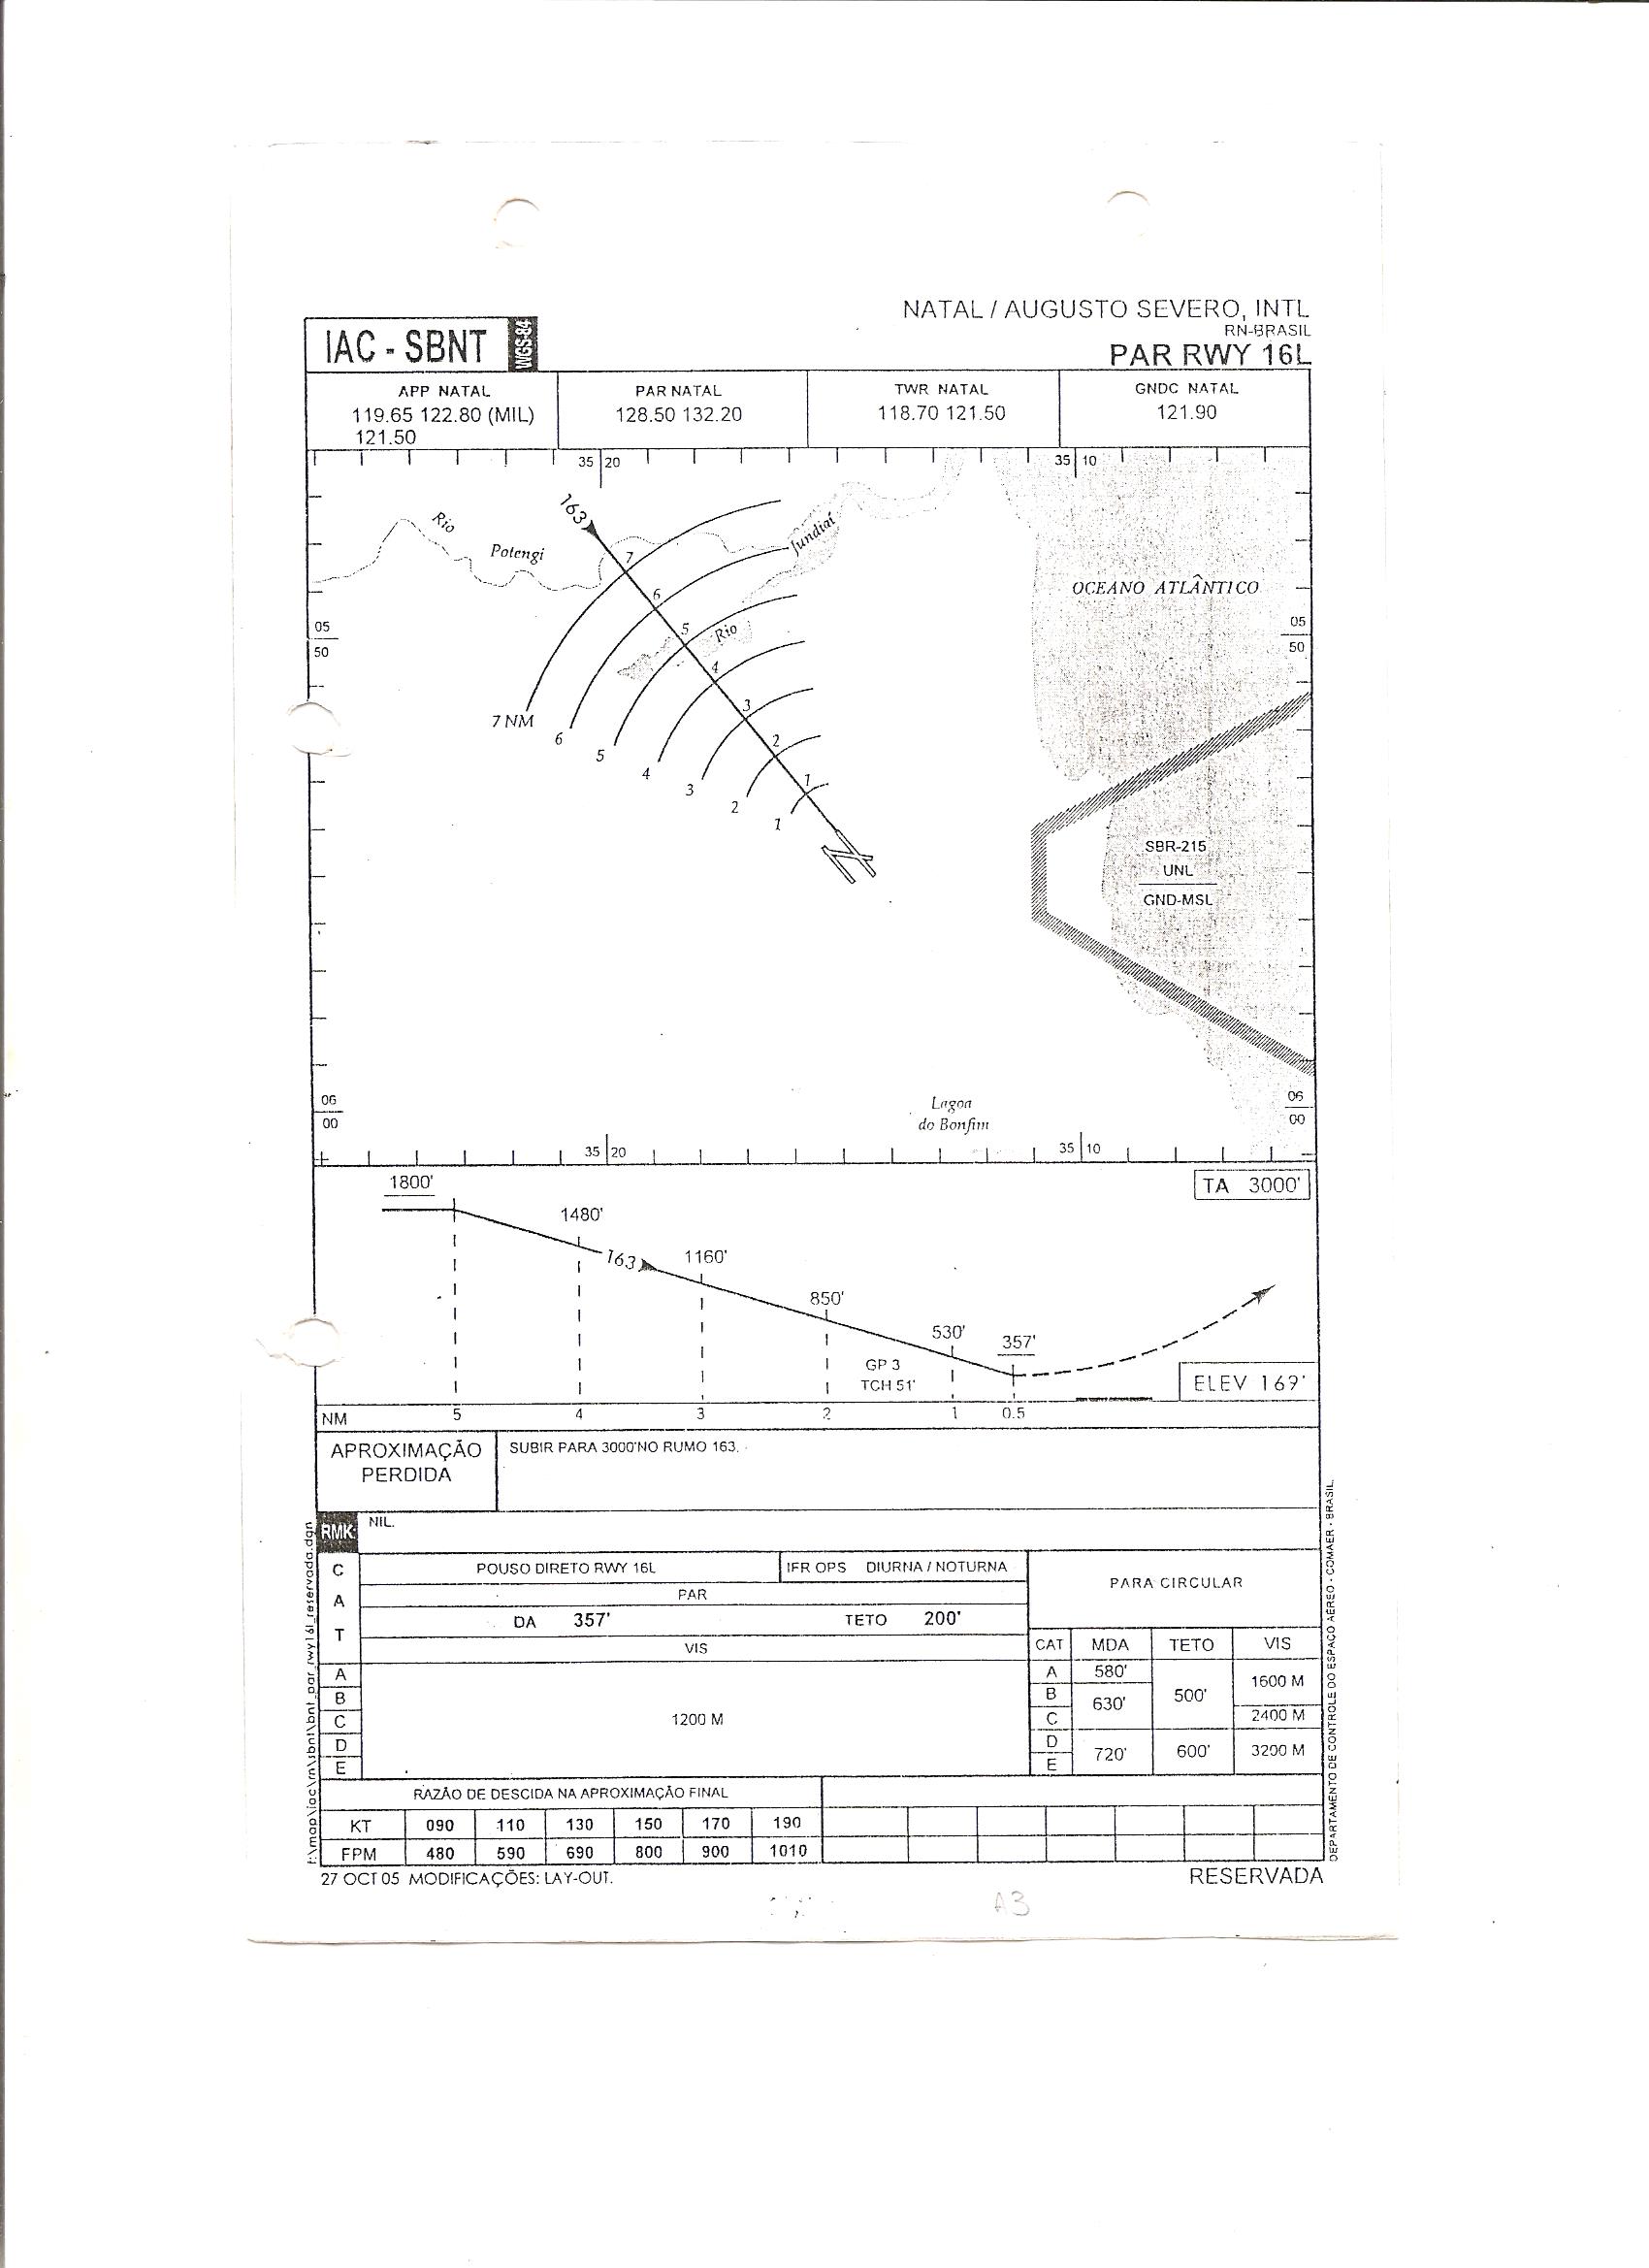 NATAL / AUGUSTO SEVERO, INTL
RN-BRASIL
IAC - SBNT
WGS-84
PAR RWY 16L
APP NATAL
119.65 122.80 (MIL)
121.50
PAR NATAL
128.50 132.20
TWR NATAL
118.70 121.50
GNDC NATAL
121.90
35 20
35 10
163
Rio
Potengi
Jundiaí
OCEANO ATLÂNTICO
7
6
5
Rio
4
3
2
1
05
50
05
50
7 NM
6
5
4
3
2
1
SBR-215
UNL
GND-MSL
06
00
06
00
Lagoa
do Bonfim
35 20
35 10
TA 3000'
1800'
1480'
163
1160'
850'
530'
357'
GP 3
TCH 51'
ELEV 169'
NM 5 4 3 2 1 0.5
APROXIMAÇÃO
PERDIDA
SUBIR PARA 3000'NO RUMO 163.
RMK
NIL.
C
A
T
POUSO DIRETO RWY 16L
IFR OPS DIURNA / NOTURNA
PARA CIRCULAR
PAR
DA 357' TETO 200'
VIS
CAT MDA TETO VIS
A
B
C
D
E
1200 M
A
B
C
D
E
580'
630'
720'
500'
600'
1600 M
2400 M
3200 M
RAZÃO DE DESCIDA NA APROXIMAÇÃO FINAL
KT 090 110 130 150 170 190
FPM 480 590 690 800 900 1010
27 OCT 05 MODIFICAÇÕES: LAY-OUT.
RESERVADA
DEPARTAMENTO DE CONTROLE DO ESPAÇO AÉREO - COMAER - BRASIL
A3